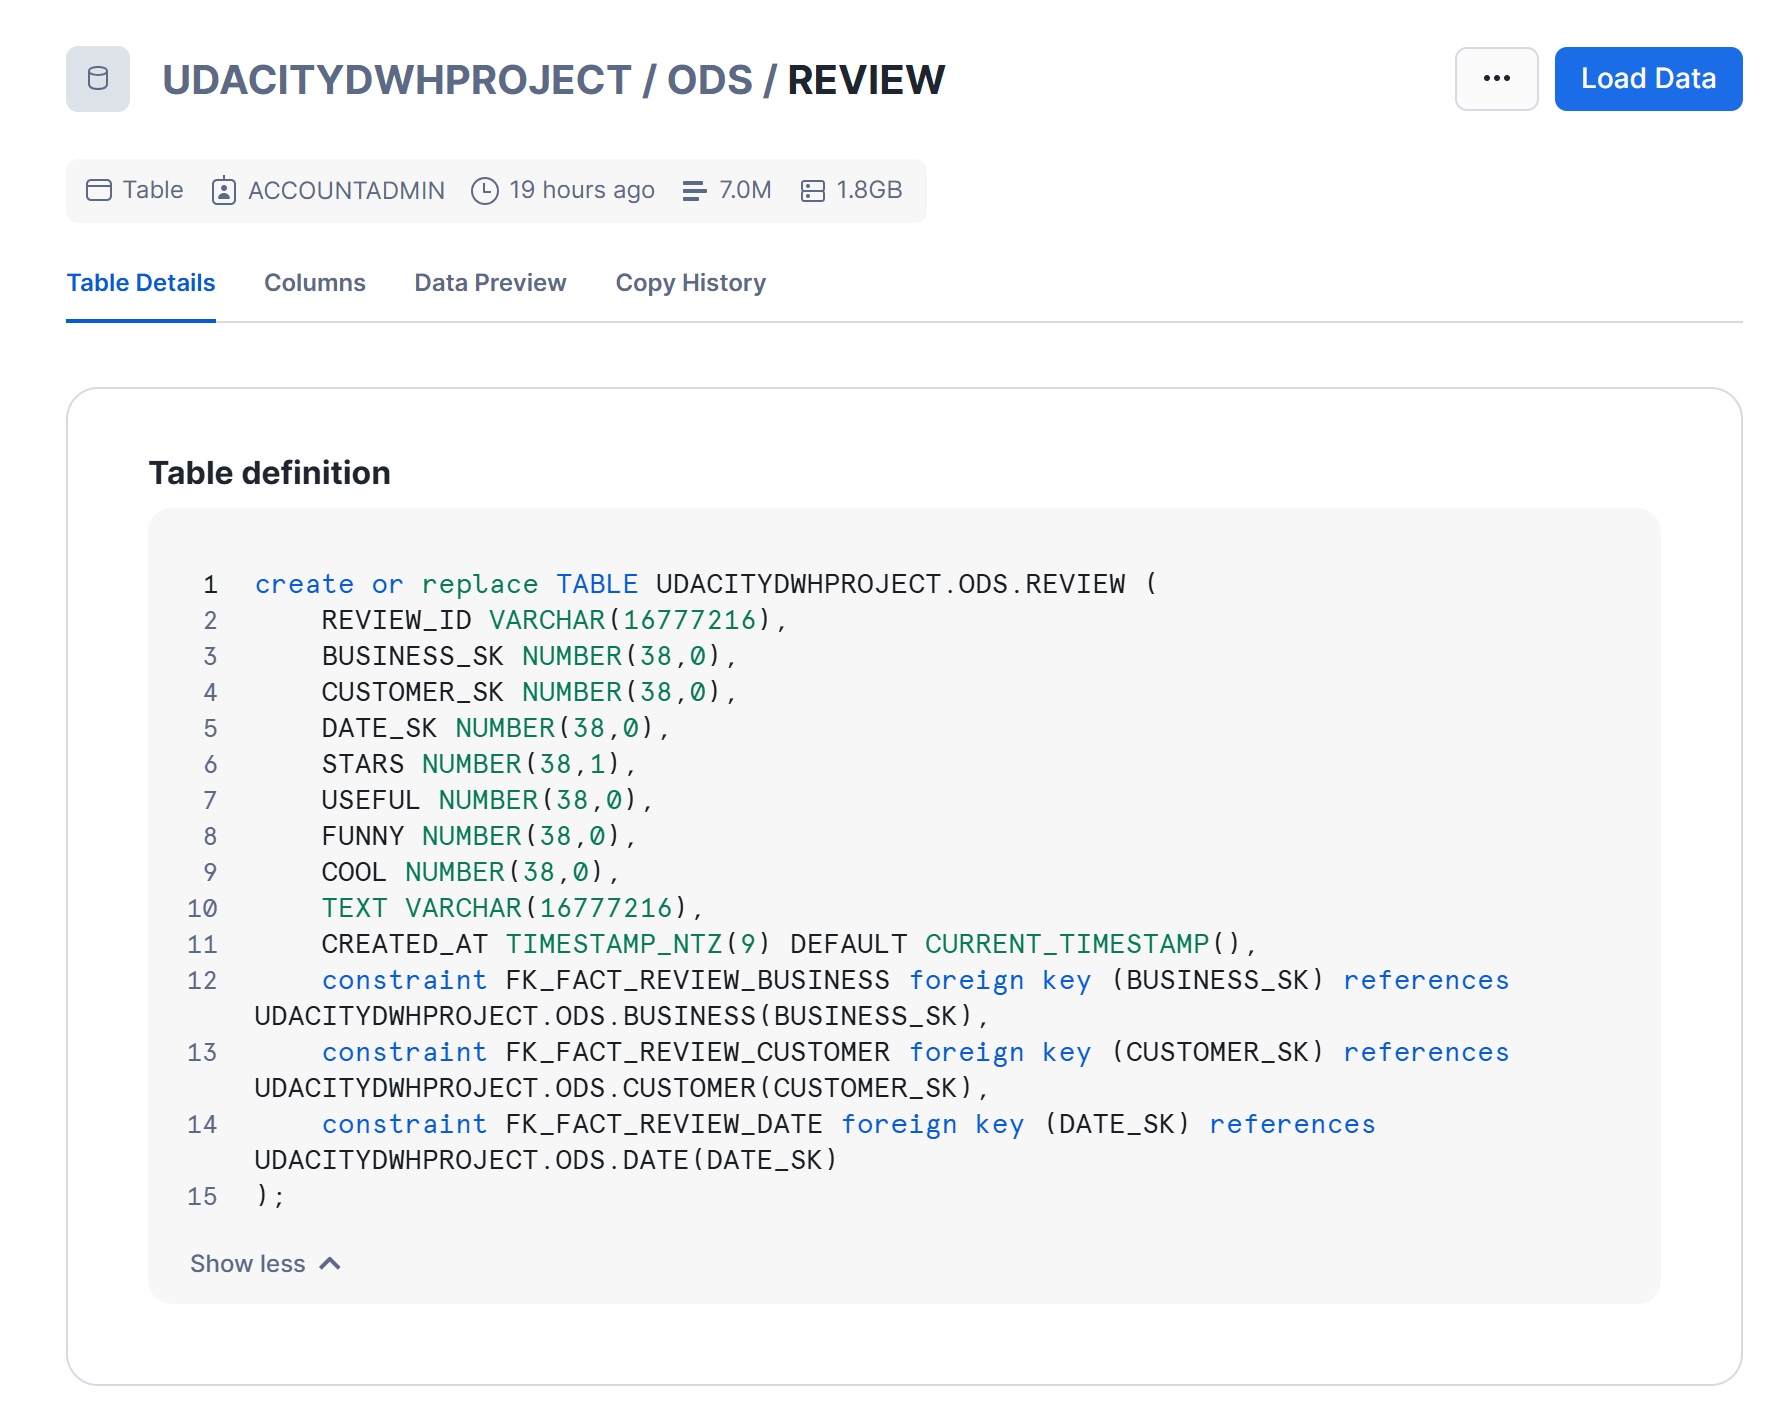 UDACITYDWHPROJECT / ODS / REVIEW
... Load Data
Table ACCOUNTADMIN 19 hours ago 7.0M 1.8GB
Table Details Columns Data Preview Copy History
Table definition
1 create or replace TABLE UDACITYDWHPROJECT.ODS.REVIEW (
2 REVIEW_ID VARCHAR(16777216),
3 BUSINESS_SK NUMBER(38,0),
4 CUSTOMER_SK NUMBER(38,0),
5 DATE_SK NUMBER(38,0),
6 STARS NUMBER(38,1),
7 USEFUL NUMBER(38,0),
8 FUNNY NUMBER(38,0),
9 COOL NUMBER(38,0),
10 TEXT VARCHAR(16777216),
11 CREATED_AT TIMESTAMP_NTZ(9) DEFAULT CURRENT_TIMESTAMP(),
12 constraint FK_FACT_REVIEW_BUSINESS foreign key (BUSINESS_SK) references
UDACITYDWHPROJECT.ODS.BUSINESS(BUSINESS_SK),
13 constraint FK_FACT_REVIEW_CUSTOMER foreign key (CUSTOMER_SK) references
UDACITYDWHPROJECT.ODS.CUSTOMER(CUSTOMER_SK),
14 constraint FK_FACT_REVIEW_DATE foreign key (DATE_SK) references
UDACITYDWHPROJECT.ODS.DATE(DATE_SK)
15 );
Show less